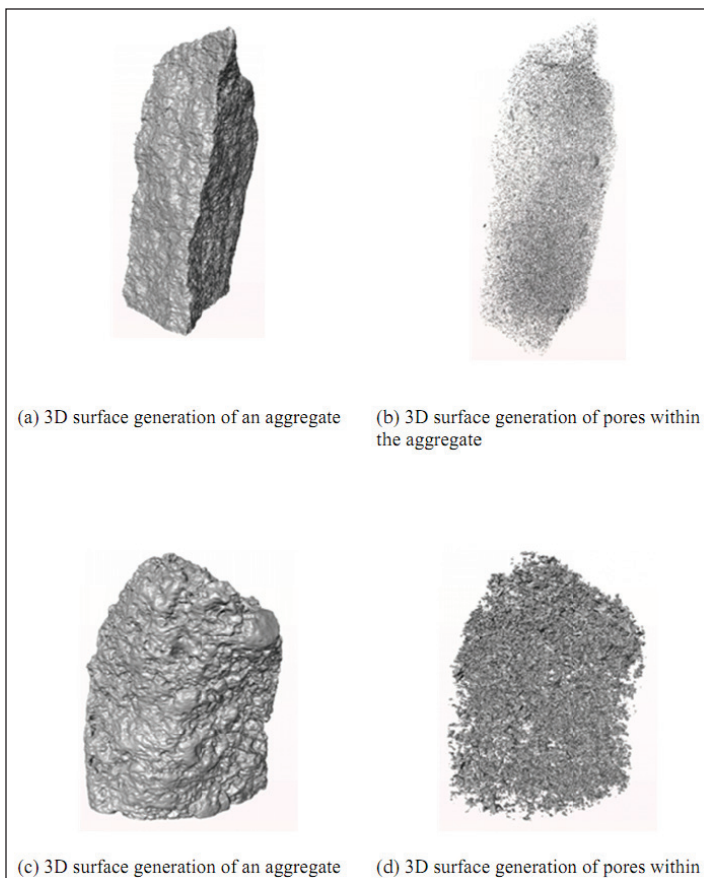 (a) 3D surface generation of an aggregate
(b) 3D surface generation of pores within
the aggregate
(c) 3D surface generation of an aggregate
(d) 3D surface generation of pores within